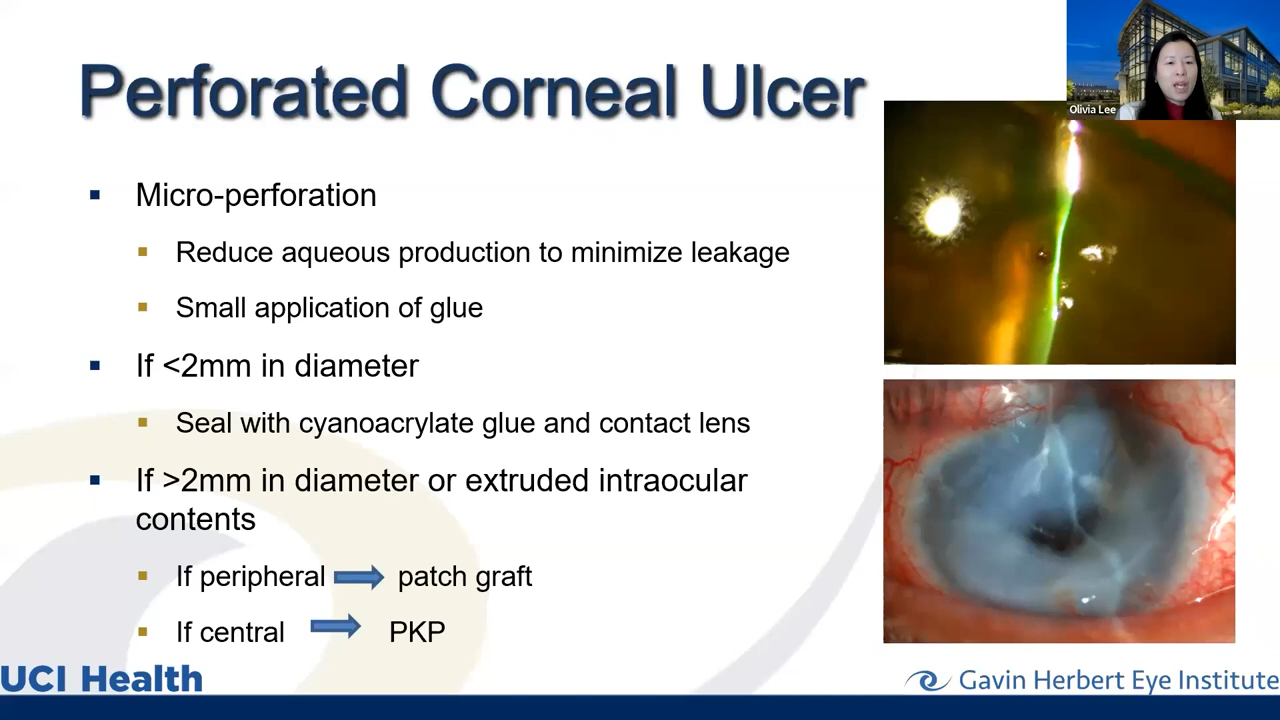 Perforated Corneal Ulcer
Olivia Lee
▪ Micro-perforation
▪ Reduce aqueous production to minimize leakage
▪ Small application of glue
▪ If <2mm in diameter
▪ Seal with cyanoacrylate glue and contact lens
▪ If >2mm in diameter or extruded intraocular
contents
▪ If peripheral patch graft
▪ If central PKP
UCI Health
Gavin Herbert Eye Institute